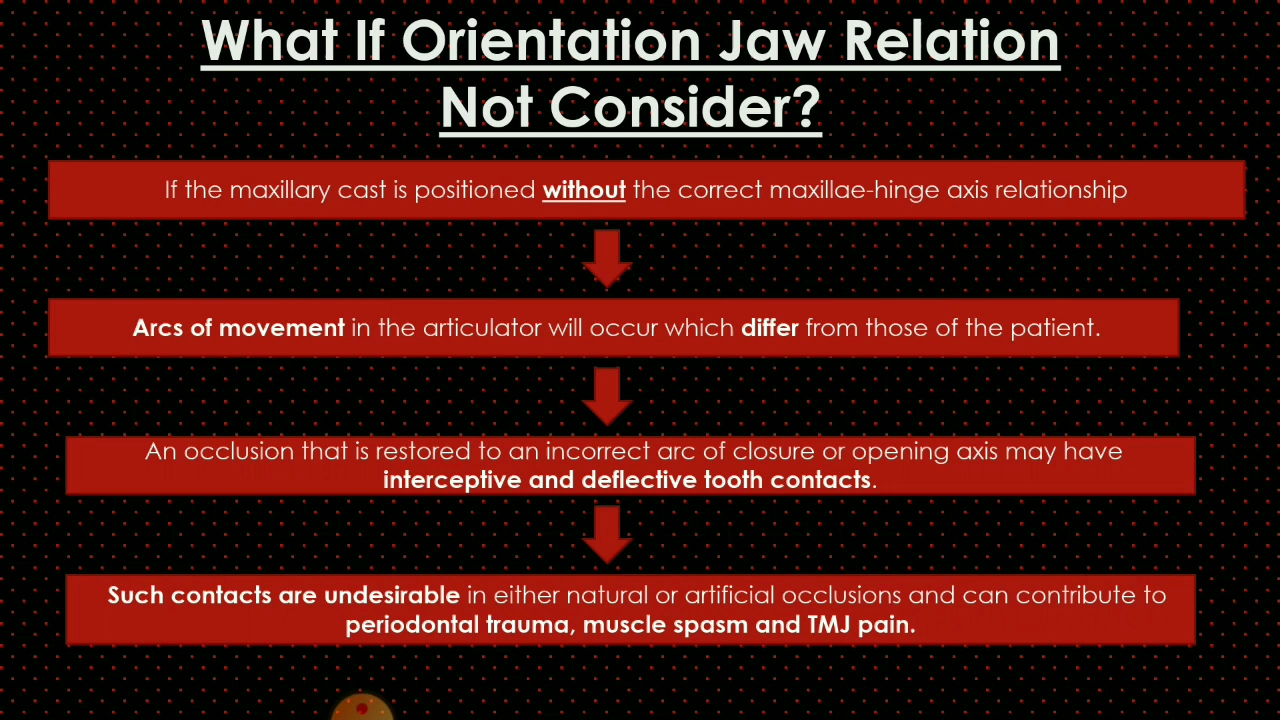 What If Orientation Jaw Relation
Not Consider?
If the maxillary cast is positioned without the correct maxillae-hinge axis relationship
Arcs of movement in the articulator will occur which differ from those of the patient.
An occlusion that is restored to an incorrect arc of closure or opening axis may have
interceptive and deflective tooth contacts.
Such contacts are undesirable in either natural or artificial occlusions and can contribute to
periodontal trauma, muscle spasm and TMJ pain.